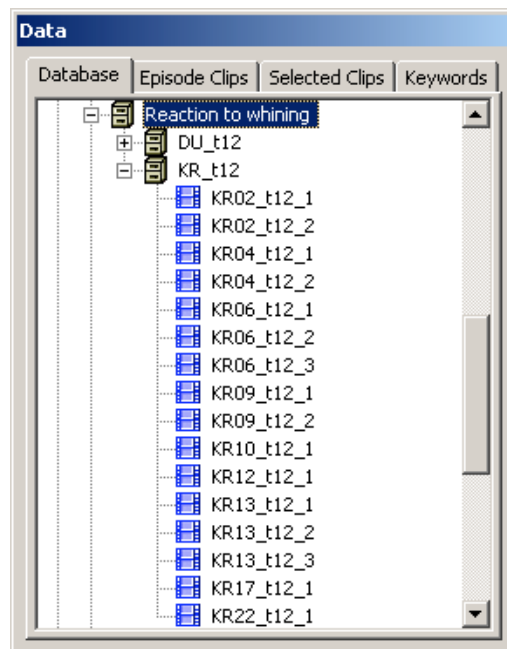 Data
Database Episode Clips Selected Clips Keywords
Reaction to whining
DU_t12
KR_t12
KR02_t12_1
KR02_t12_2
KR04_t12_1
KR04_t12_2
KR06_t12_1
KR06_t12_2
KR06_t12_3
KR09_t12_1
KR09_t12_2
KR10_t12_1
KR12_t12_1
KR13_t12_1
KR13_t12_2
KR13_t12_3
KR17_t12_1
KR22_t12_1